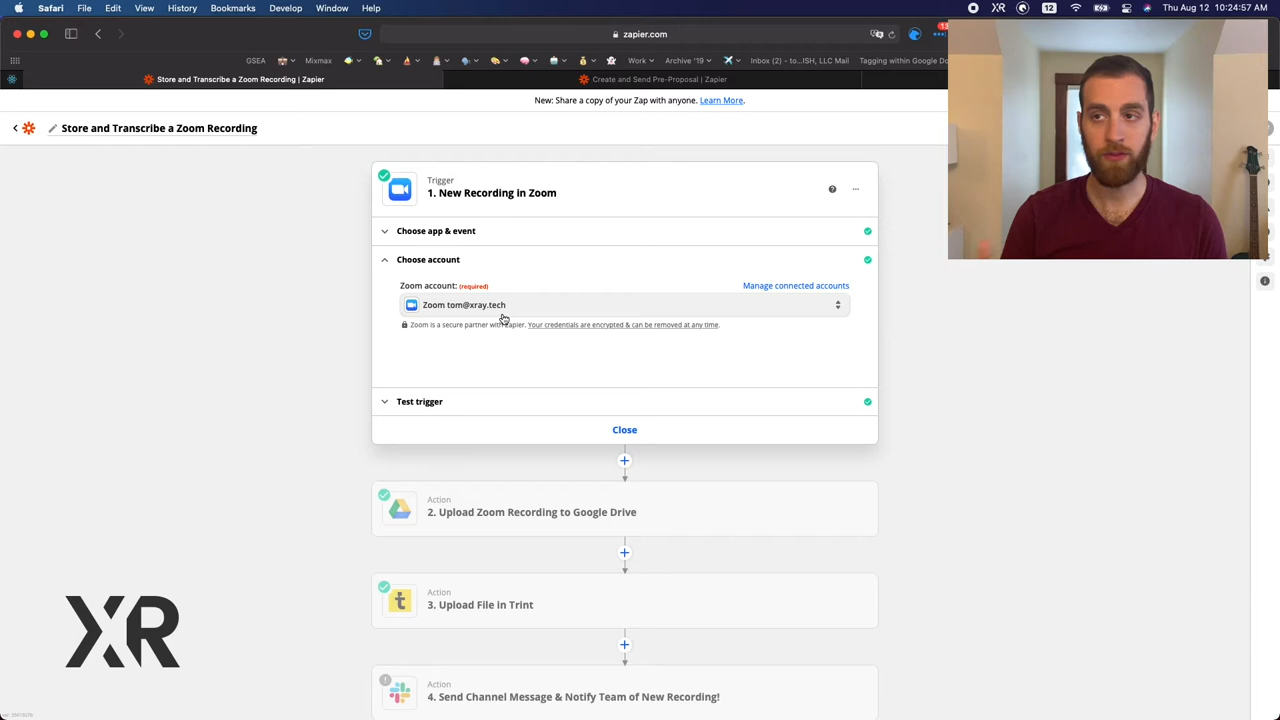 Safari File Edit View History Bookmarks Develop Window Help
12
100%
Thu Mar 25 10:24:57 AM
zapier.com
13
GSEA Mixmax Work Archive '19 Inbox (2) - to...ISH, LLC Mail Tagging within Google Do
Store and Transcribe a Zoom Recording | Zapier
Create and Send Pre-Proposal | Zapier
New: Share a copy of your Zap with anyone. Learn More.
Store and Transcribe a Zoom Recording
Trigger
1. New Recording in Zoom
Choose app & event
Choose account
Zoom account: (required)
Manage connected accounts
Zoom tom@xray.tech
Zoom is a secure partner with Zapier. Your credentials are encrypted & can be removed at any time.
Test trigger
Close
Action
2. Upload Zoom Recording to Google Drive
Action
t
3. Upload File in Trint
Action
4. Send Channel Message & Notify Team of New Recording!
XR